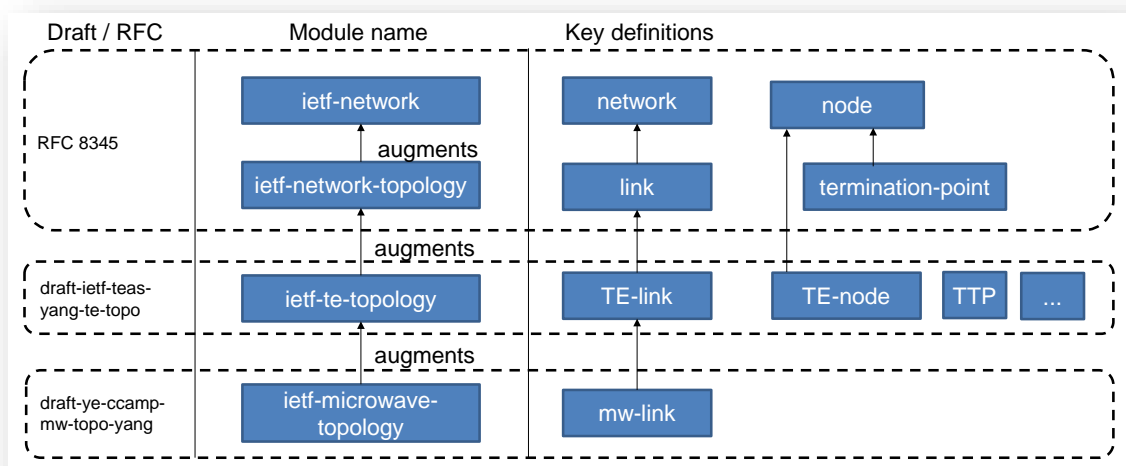 Draft / RFC
Module name
Key definitions
ietf-network
network
node
RFC 8345
augments
ietf-network-topology
link
termination-point
augments
draft-ietf-teas-
yang-te-topo
ietf-te-topology
TE-link
TE-node
TTP
...
augments
draft-ye-ccamp-
mw-topo-yang
ietf-microwave-
topology
mw-link